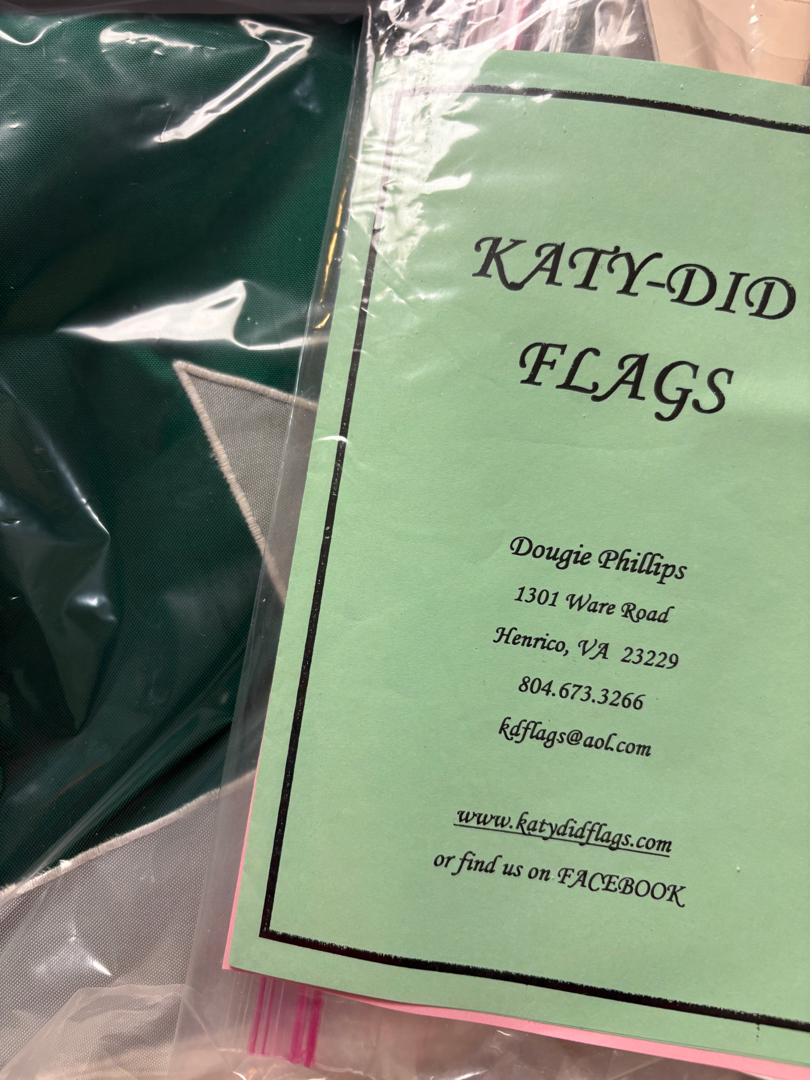 KATY-DID
FLAGS
Dougie Phillips
1301 Ware Road
Henrico, VA 23229
804.673.3266
kdflags@aol.com
www.katydidflags.com
or find us on FACEBOOK